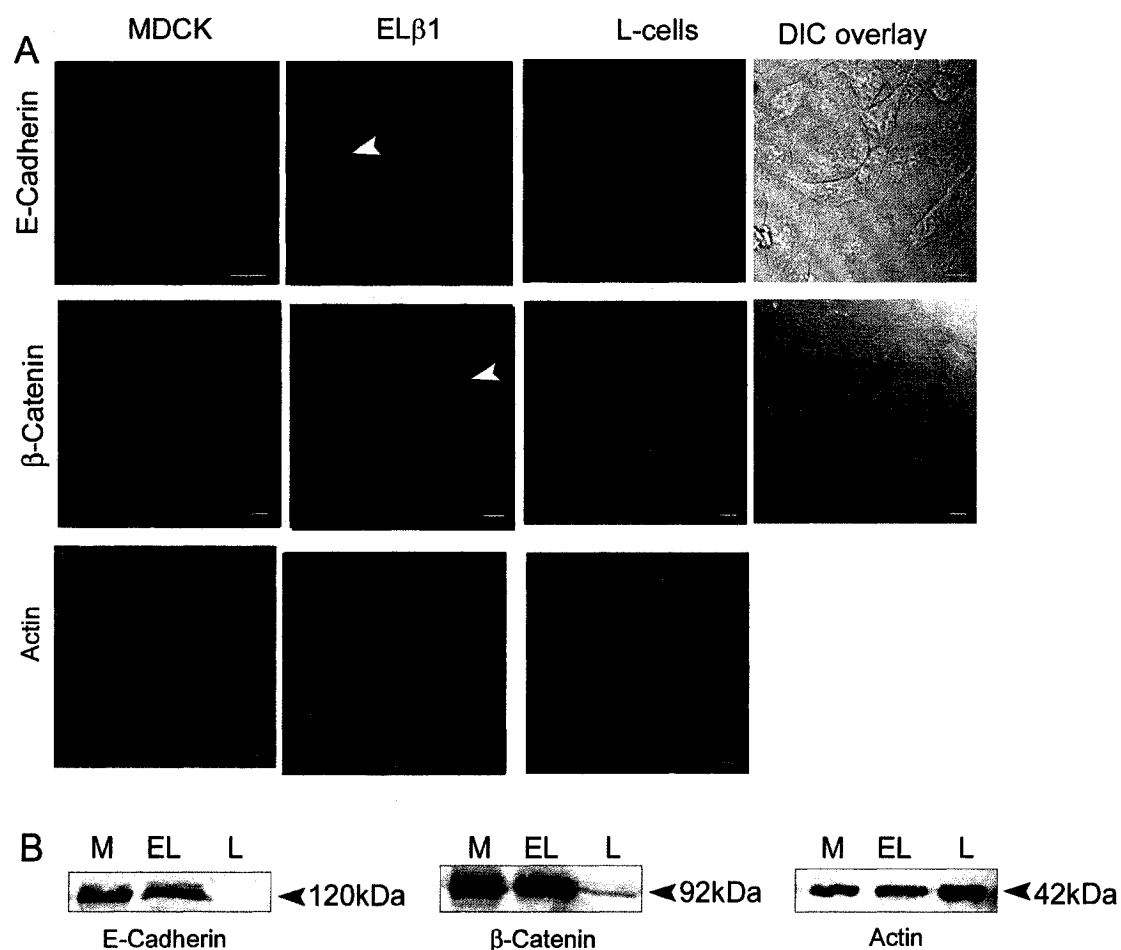 MDCK ELβ1 L-cells DIC overlay
A
E-Cadherin
β-Catenin
Actin
B
M EL L
120kDa
E-Cadherin
M EL L
92kDa
β-Catenin
M EL L
42kDa
Actin